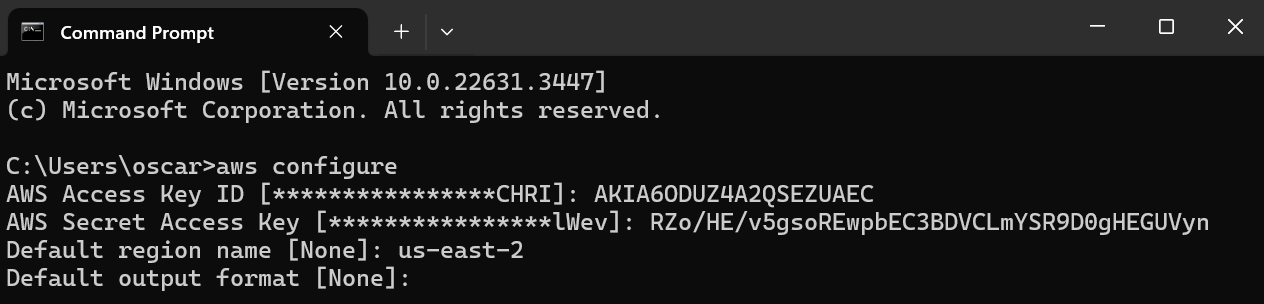 Command Prompt
Microsoft Windows [Version 10.0.22631.3447]
(c) Microsoft Corporation. All rights reserved.
C:\Users\oscar>aws configure
AWS Access Key ID [****************CHRI]: AKIA6ODUZ4A2QSEZUAEC
AWS Secret Access Key [****************lWev]: 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
Default region name [None]: us-east-2
Default output format [None]: